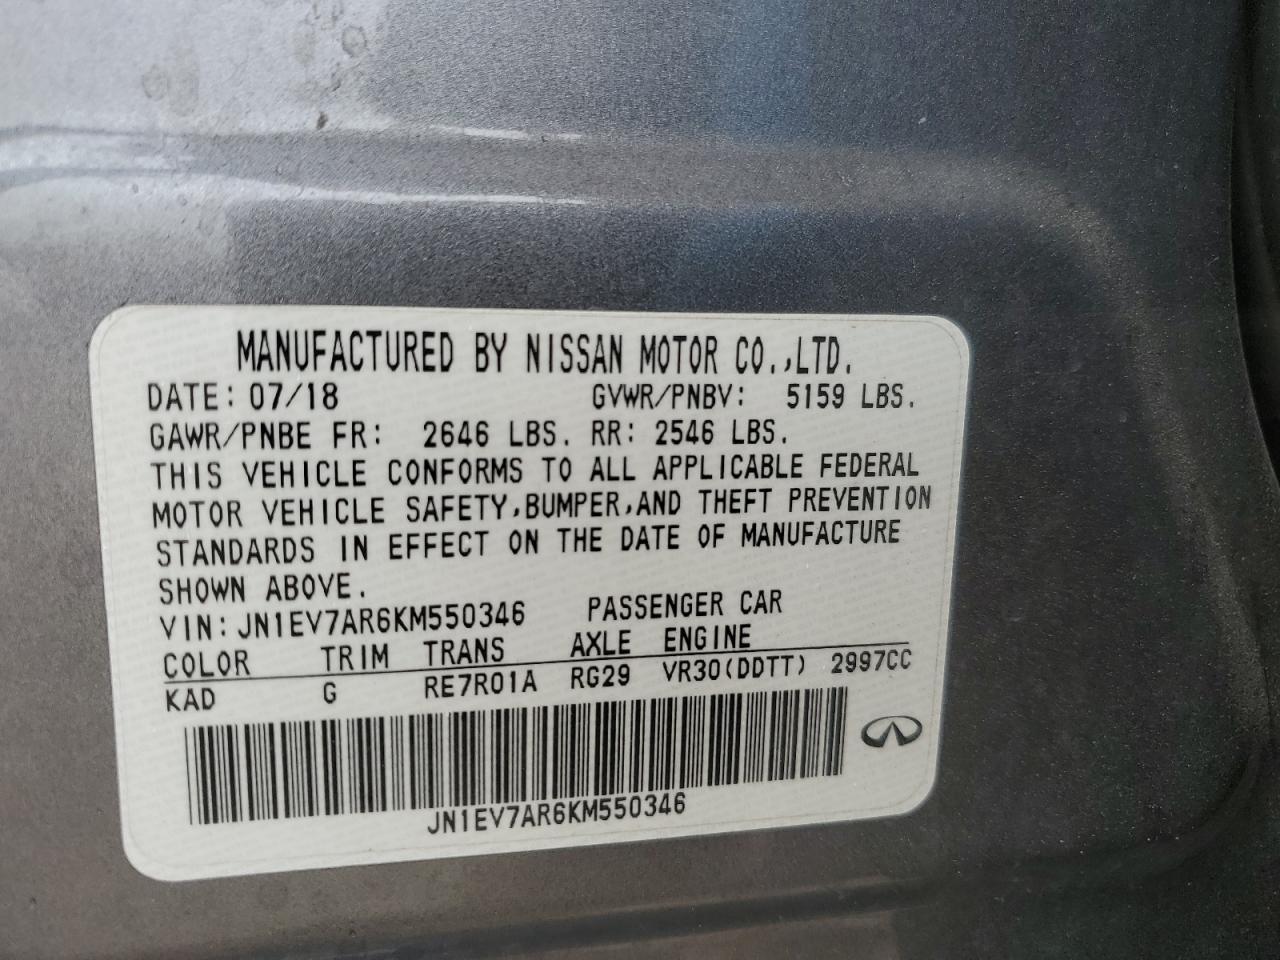 MANUFACTURED BY NISSAN MOTOR CO.,LTD.
DATE: 07/18 GVWR/PNBV: 5159 LBS.
GAWR/PNBE FR: 2646 LBS. RR: 2546 LBS.
THIS VEHICLE CONFORMS TO ALL APPLICABLE FEDERAL
MOTOR VEHICLE SAFETY,BUMPER,AND THEFT PREVENTION
STANDARDS IN EFFECT ON THE DATE OF MANUFACTURE
SHOWN ABOVE.
VIN: JN1EV7AR6KM550346 PASSENGER CAR
COLOR TRIM TRANS AXLE ENGINE
KAD G RE7R01A RG29 VR30(DDTT) 2997CC
JN1EV7AR6KM550346